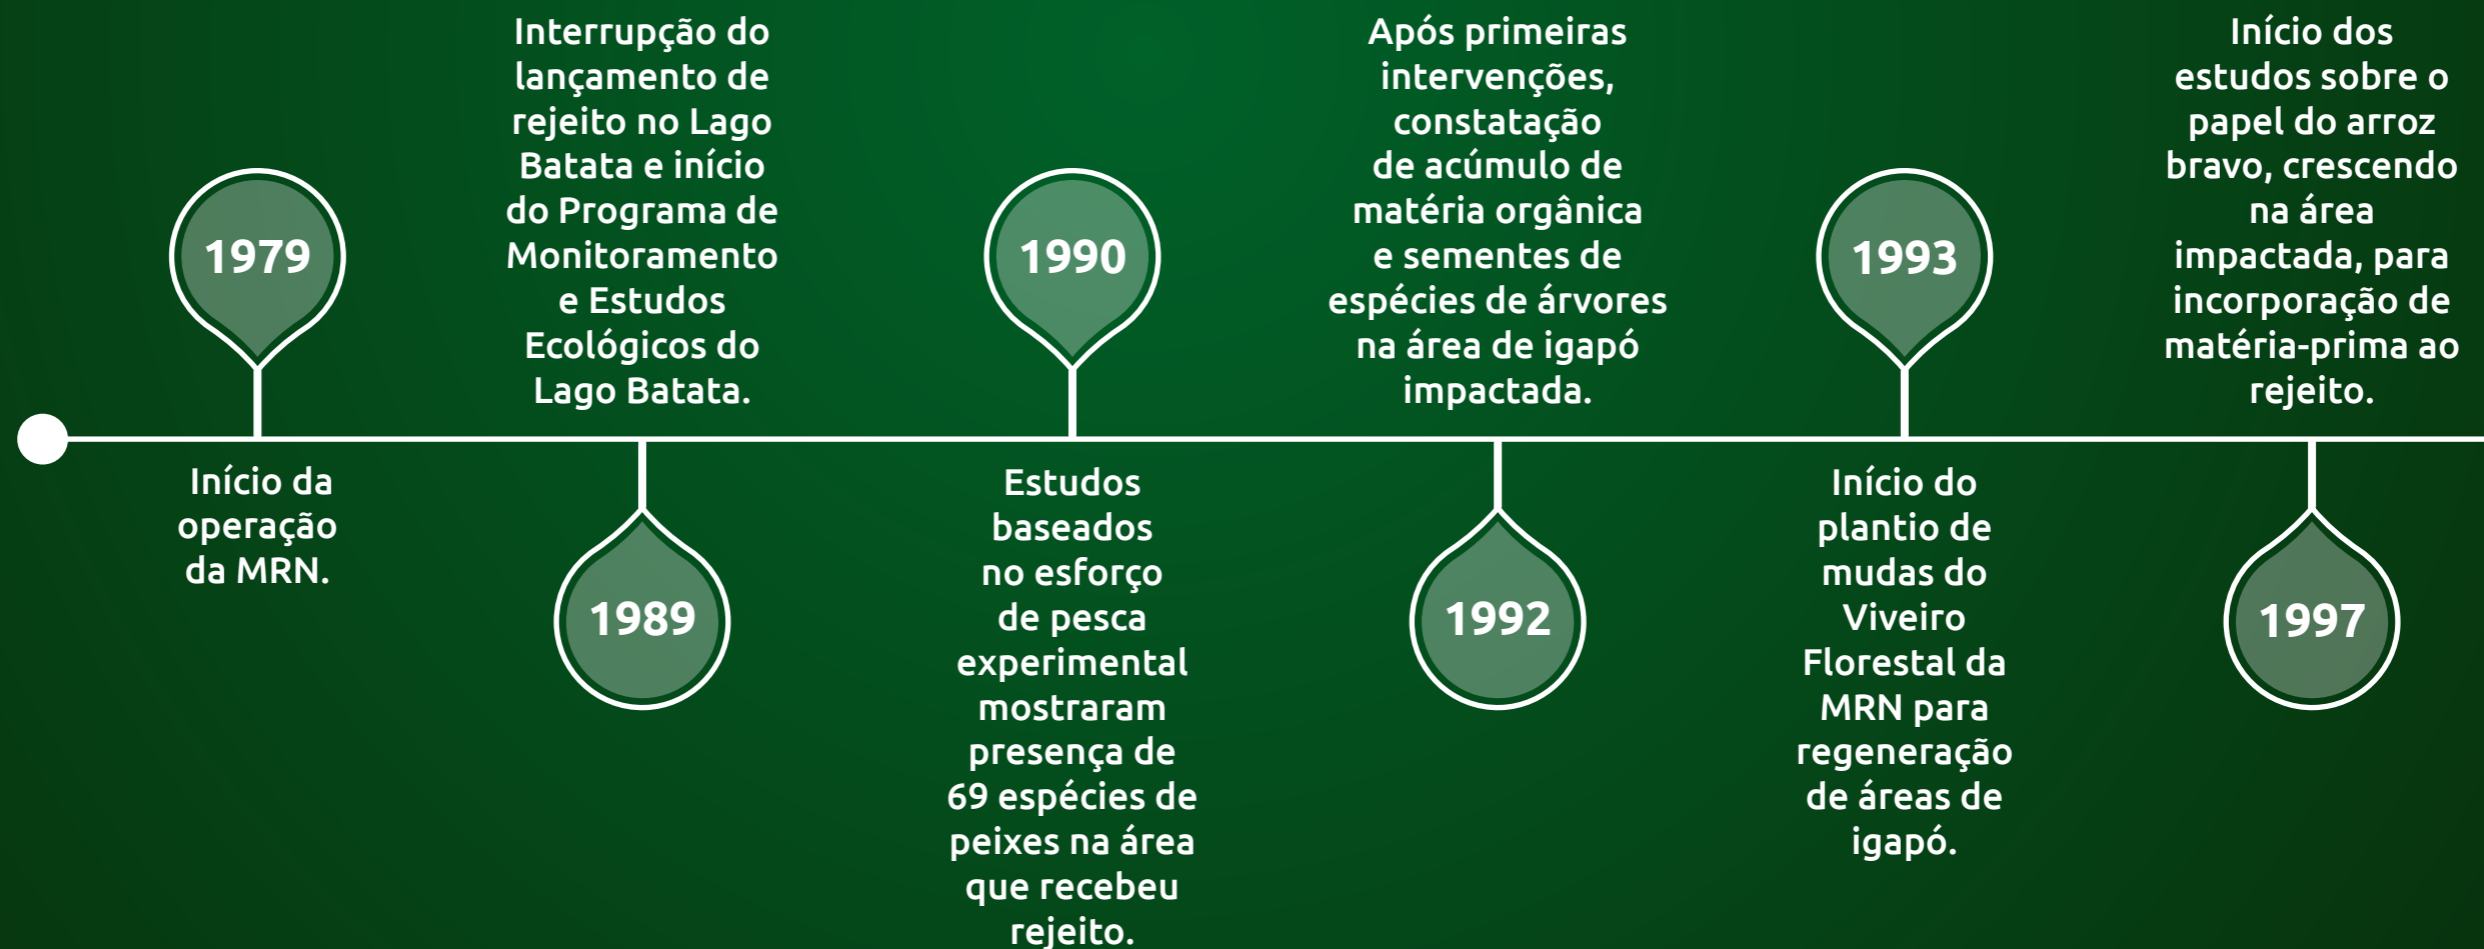 1979
Início da
operação
da MRN.
Interrupção do
lançamento de
rejeito no Lago
Batata e início
do Programa de
Monitoramento
e Estudos
Ecológicos do
Lago Batata.
1989
1990
Estudos
baseados
no esforço
de pesca
experimental
mostraram
presença de
69 espécies de
peixes na área
que recebeu
rejeito.
Após primeiras
intervenções,
constatação
de acúmulo de
matéria orgânica
e sementes de
espécies de árvores
na área de igapó
impactada.
1992
1993
Início do
plantio de
mudas do
Viveiro
Florestal da
MRN para
regeneração
de áreas de
igapó.
Início dos
estudos sobre o
papel do arroz
bravo, crescendo
na área
impactada, para
incorporação de
matéria-prima ao
rejeito.
1997